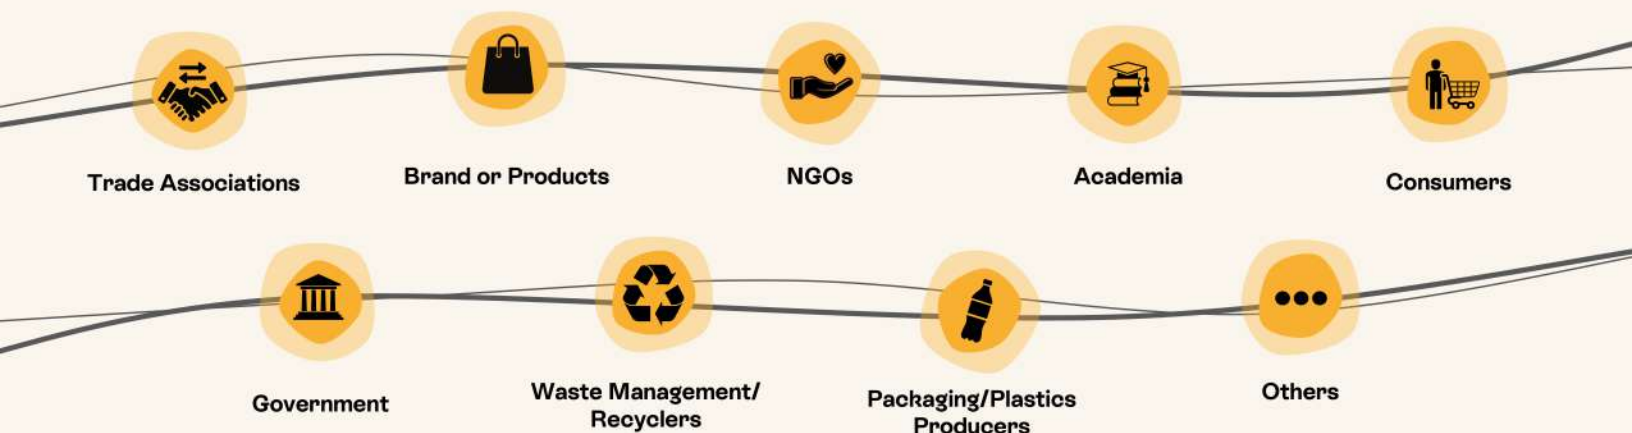 Trade Associations
Brand or Products
NGOs
Academia
Consumers
Government
Waste Management/
Recyclers
Packaging/Plastics
Producers
Others